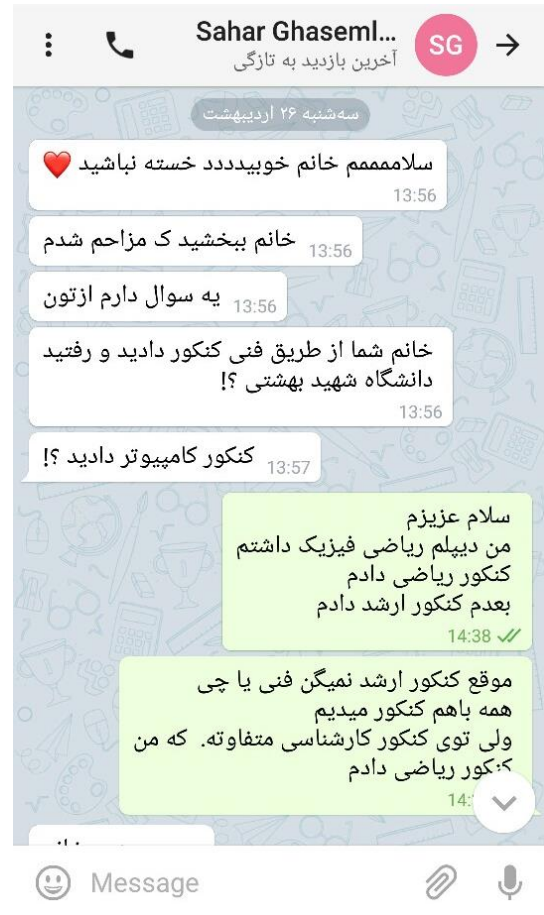 Sahar Ghaseml...
SG
آخرین بازدید به تازگی
سه‌شنبه ۲۶ اردیبهشت
سلاممممم خانم خوبیدددد خسته نباشید ❤️
13:56
خانم ببخشید ک مزاحم شدم
13:56
یه سوال دارم ازتون
13:56
خانم شما از طریق فنی کنکور دادید و رفتید
دانشگاه شهید بهشتی ؟!
13:56
کنکور کامپیوتر دادید ؟!
13:57
سلام عزیزم
من دیپلم ریاضی فیزیک داشتم
کنکور ریاضی دادم
بعدم کنکور ارشد دادم
14:38
موقع کنکور ارشد نمیگن فنی یا چی
همه باهم کنکور میدیم
ولی توی کنکور کارشناسی متفاوته. که من
کنکور ریاضی دادم
14:
Message